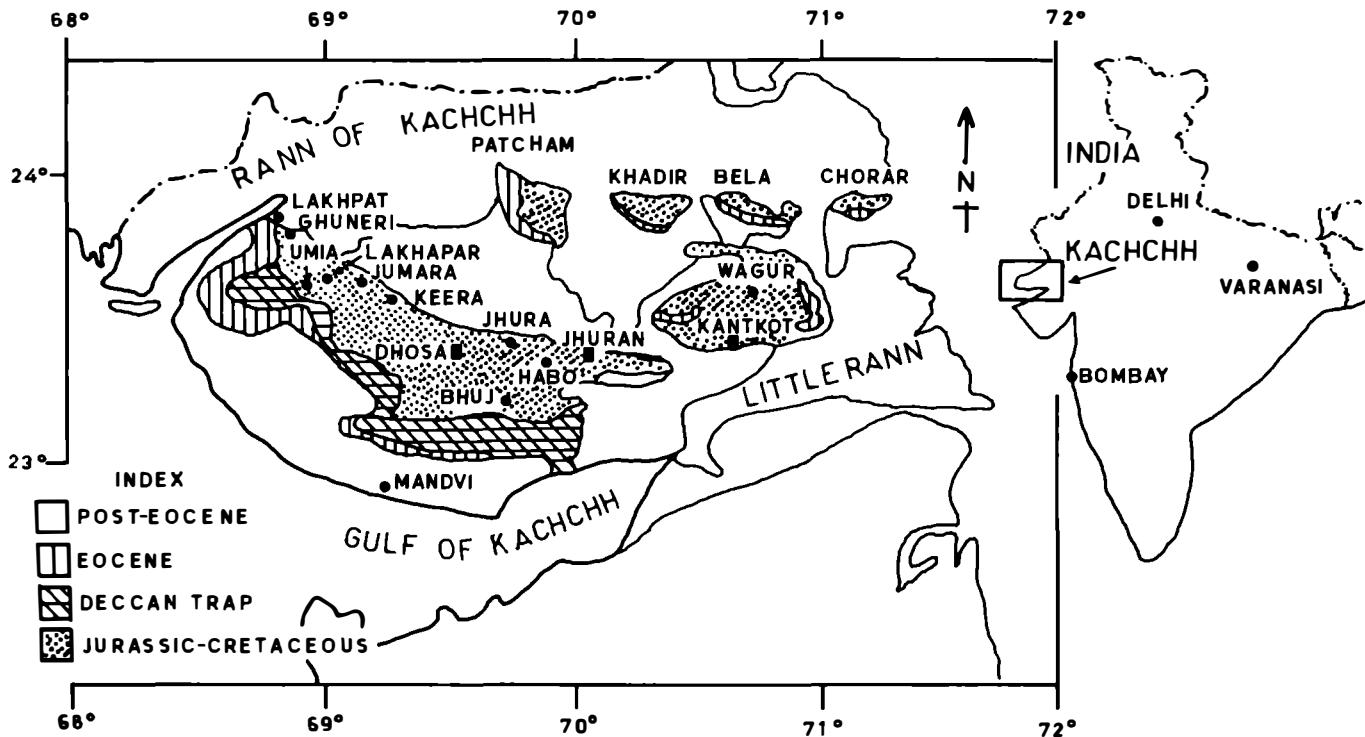 68° 69° 70° 71° 72°
RANN OF KACHCHH
PATCHAM
KHADIR
BELA
CHORAR
N
INDIA
DELHI
KACHCHH
VARANASI
BOMBAY
24°
LAKHPAT
GHUNERI
UMIA
LAKHAPAR
JUMARA
KEERA
WAGUR
JHURA
JHURAN
KANTKOT
DHOSA
HABO
BHUJ
LITTLE RANN
23°
MANDVI
GULF OF KACHCHH
INDEX
POST-EOCENE
EOCENE
DECCAN TRAP
JURASSIC-CRETACEOUS
68° 69° 70° 71° 72°